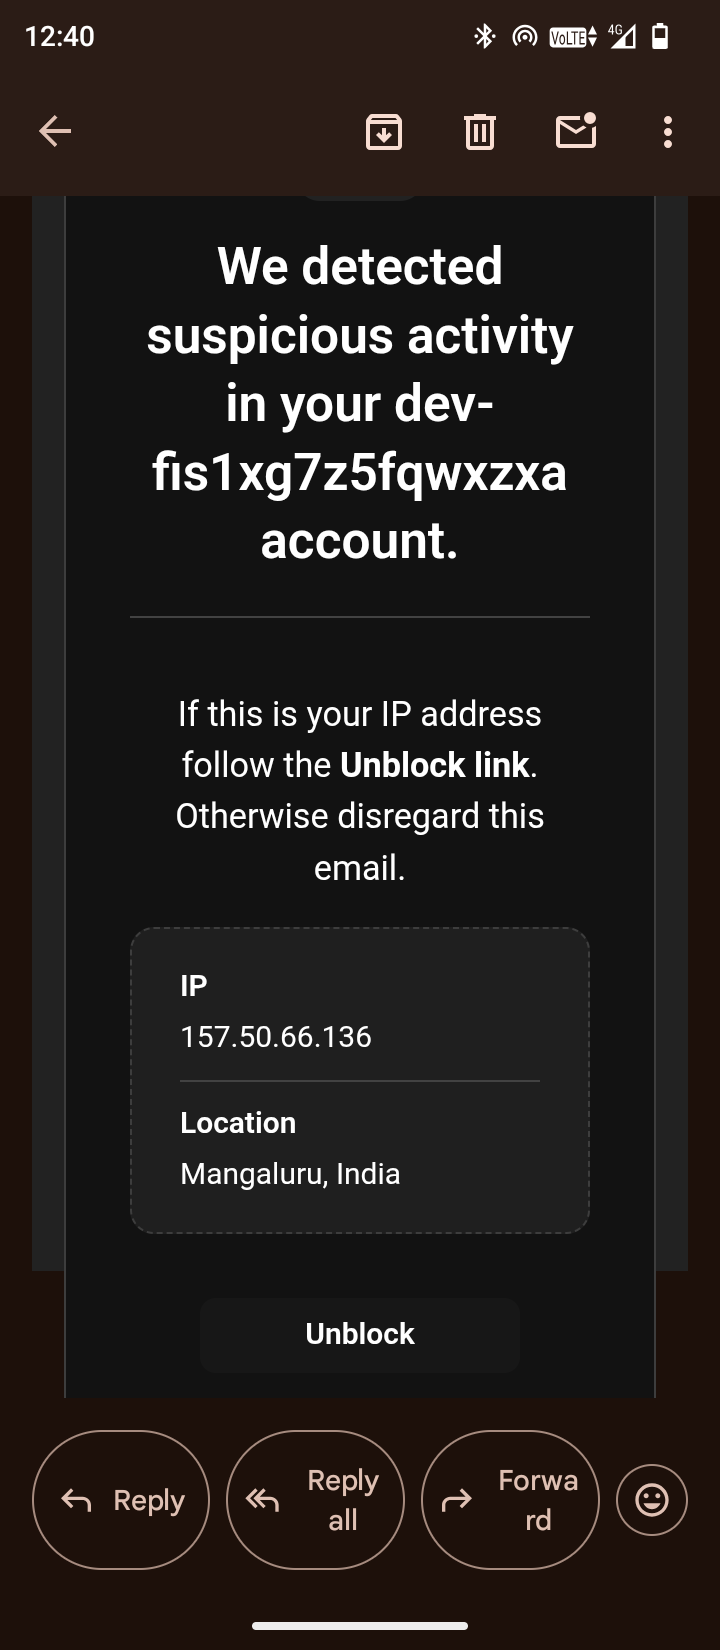 12:40
VoLTE
4G
We detected
suspicious activity
in your dev-
fis1xg7z5fqwxzxa
account.
If this is your IP address
follow the Unblock link.
Otherwise disregard this
email.
IP
157.50.66.136
Location
Mangaluru, India
Unblock
Reply
Reply
all
Forwa
rd